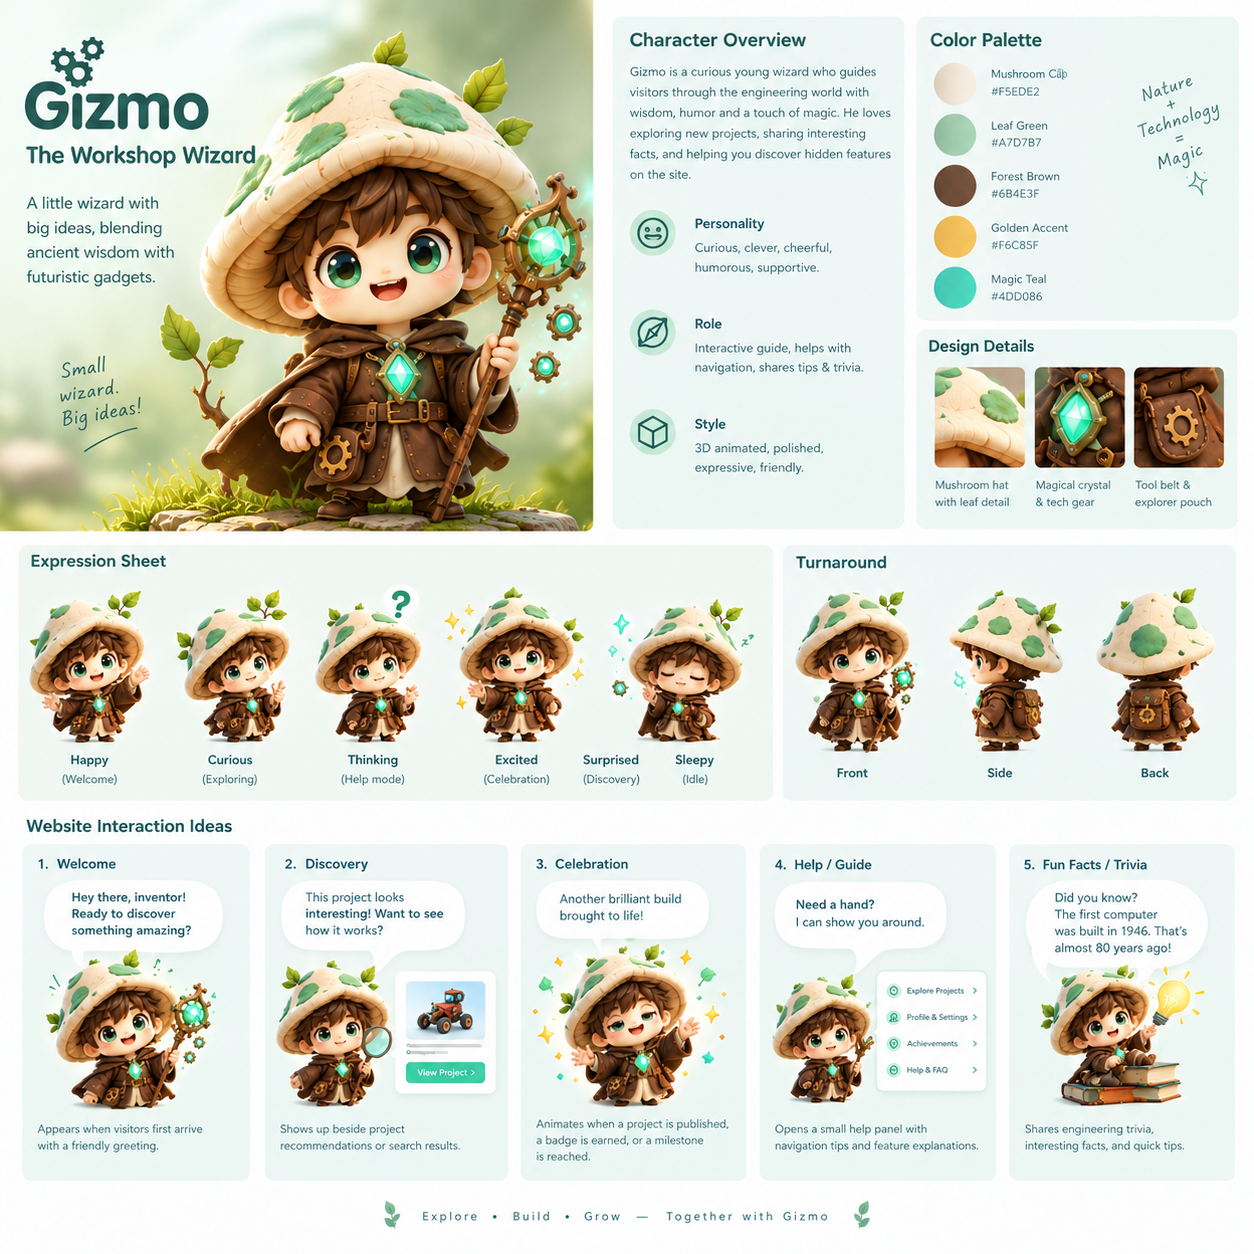 Gizmo
The Workshop Wizard
A little wizard with
big ideas, blending
ancient wisdom with
futuristic gadgets.
Small
wizard.
Big ideas!
Character Overview
Gizmo is a curious young wizard who guides
visitors through the engineering world with
wisdom, humor and a touch of magic. He loves
exploring new projects, sharing interesting
facts, and helping you discover hidden features
on the site.
Personality
Curious, clever, cheerful,
humorous, supportive.
Role
Interactive guide, helps with
navigation, shares tips & trivia.
Style
3D animated, polished,
expressive, friendly.
Color Palette
Mushroom Cap
#F5EDE2
Leaf Green
#A7D7B7
Forest Brown
#6B4E3F
Golden Accent
#F6C85F
Magic Teal
#4DD086
Nature
+
Technology
=
Magic
Design Details
Mushroom hat
with leaf detail
Magical crystal
& tech gear
Tool belt &
explorer pouch
Expression Sheet
?
Happy
(Welcome)
Curious
(Exploring)
Thinking
(Help mode)
Excited
(Celebration)
Surprised
(Discovery)
Sleepy
(Idle)
Turnaround
Front
Side
Back
Website Interaction Ideas
1. Welcome
Hey there, inventor!
Ready to discover
something amazing?
Appears when visitors first arrive
with a friendly greeting.
2. Discovery
This project looks
interesting! Want to see
how it works?
View Project >
Shows up beside project
recommendations or search results.
3. Celebration
Another brilliant build
brought to life!
Animates when a project is published,
a badge is earned, or a milestone
is reached.
4. Help / Guide
Need a hand?
I can show you around.
Explore Projects >
Profile & Settings >
Achievements >
Help & FAQ >
Opens a small help panel with
navigation tips and feature explanations.
5. Fun Facts / Trivia
Did you know?
The first computer
was built in 1946. That's
almost 80 years ago!
Shares engineering trivia,
interesting facts, and quick tips.
Explore • Build • Grow — Together with Gizmo